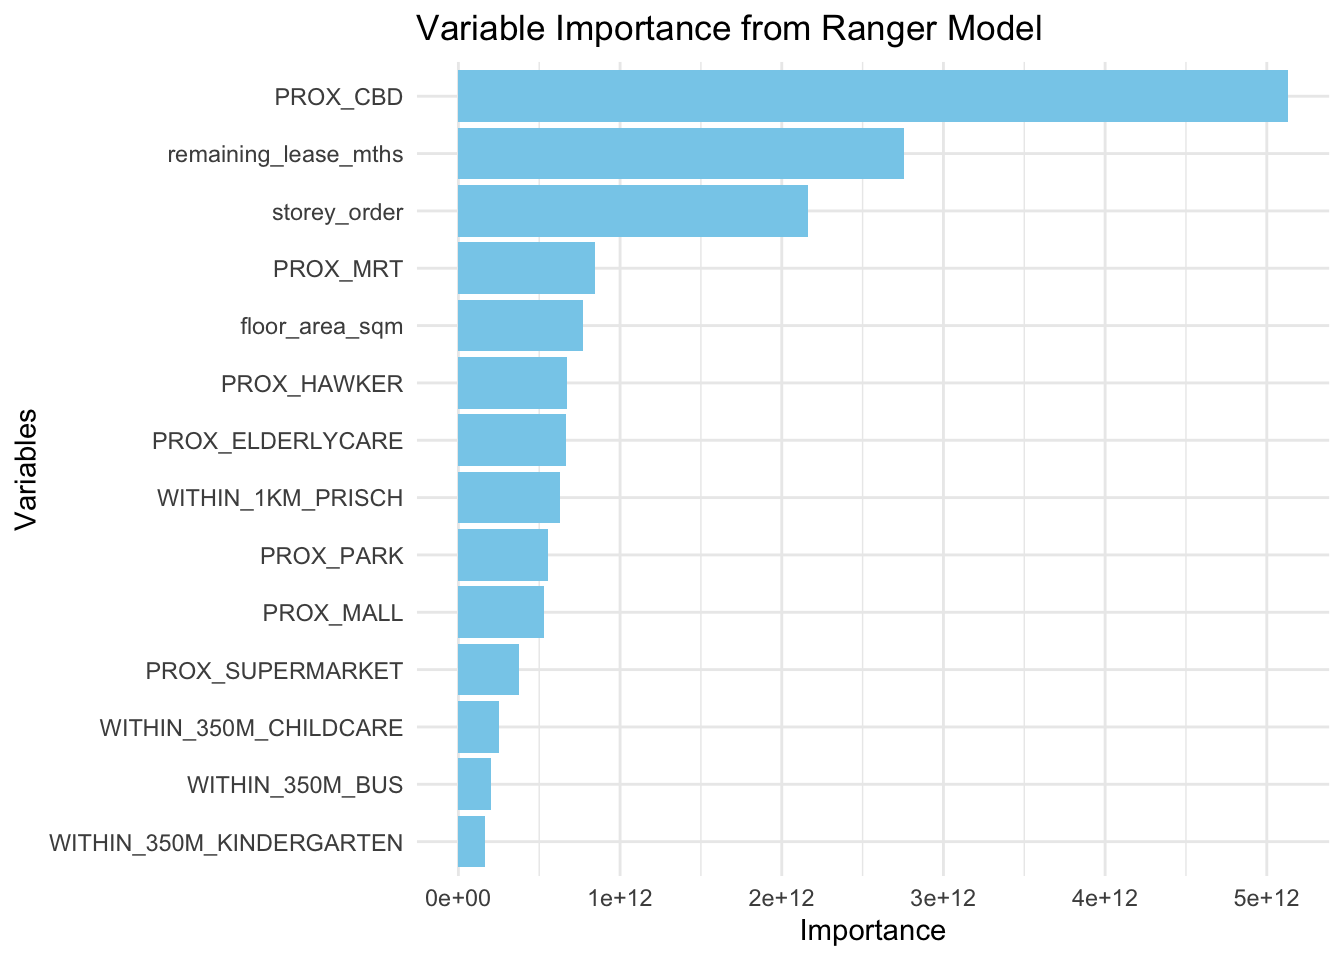 Variable Importance from Ranger Model
PROX_CBD
remaining_lease_mths
storey_order
PROX_MRT
floor_area_sqm
PROX_HAWKER
PROX_ELDERLYCARE
WITHIN_1KM_PRISCH
PROX_PARK
PROX_MALL
PROX_SUPERMARKET
WITHIN_350M_CHILDCARE
WITHIN_350M_BUS
WITHIN_350M_KINDERGARTEN
Variables
0e+00 1e+12 2e+12 3e+12 4e+12 5e+12
Importance